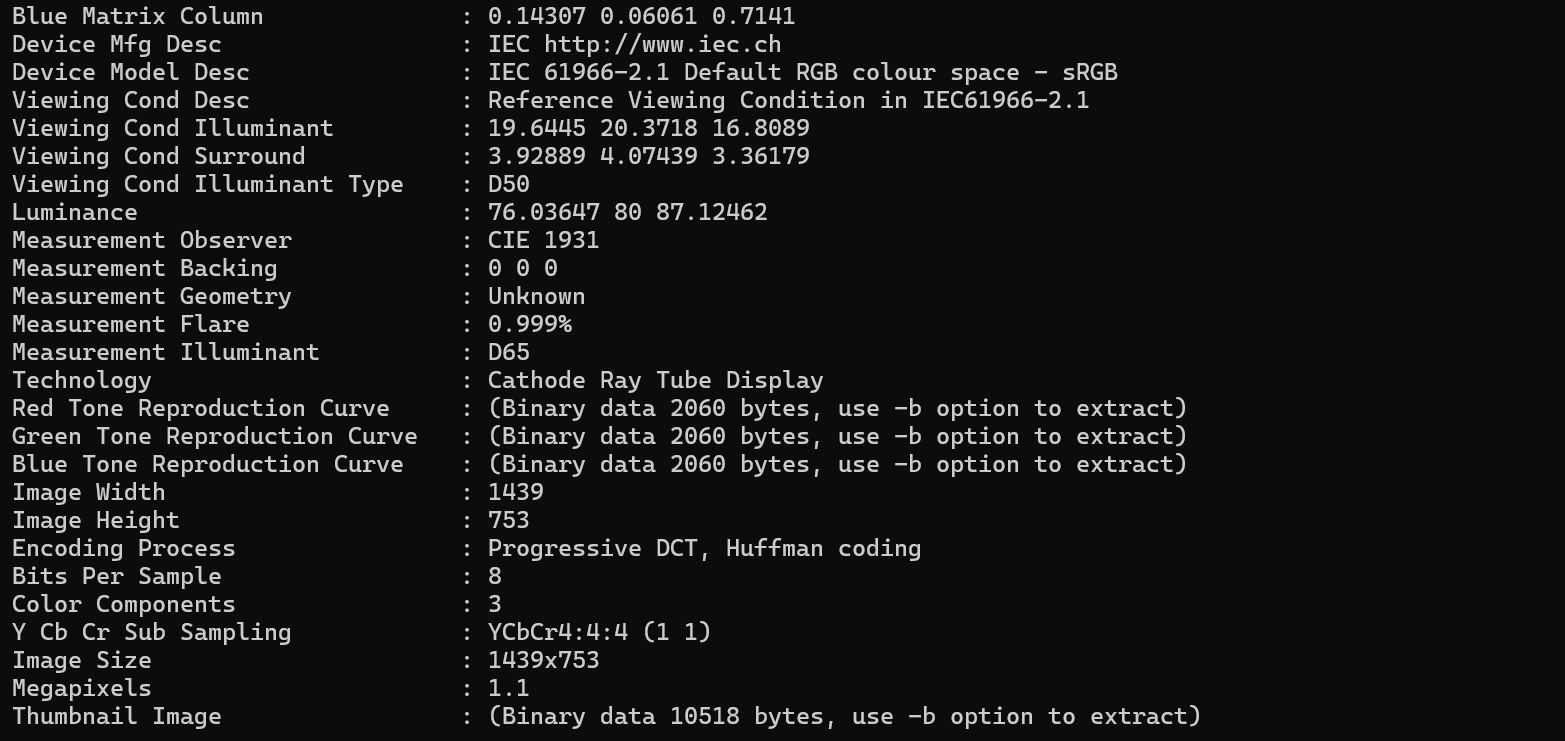 Blue Matrix Column              : 0.14307 0.06061 0.7141
Device Mfg Desc                 : IEC http://www.iec.ch
Device Model Desc               : IEC 61966-2.1 Default RGB colour space - sRGB
Viewing Cond Desc               : Reference Viewing Condition in IEC61966-2.1
Viewing Cond Illuminant         : 19.6445 20.3718 16.8089
Viewing Cond Surround           : 3.92889 4.07439 3.36179
Viewing Cond Illuminant Type    : D50
Luminance                       : 76.03647 80 87.12462
Measurement Observer            : CIE 1931
Measurement Backing             : 0 0 0
Measurement Geometry            : Unknown
Measurement Flare               : 0.999%
Measurement Illuminant          : D65
Technology                      : Cathode Ray Tube Display
Red Tone Reproduction Curve     : (Binary data 2060 bytes, use -b option to extract)
Green Tone Reproduction Curve   : (Binary data 2060 bytes, use -b option to extract)
Blue Tone Reproduction Curve    : (Binary data 2060 bytes, use -b option to extract)
Image Width                     : 1439
Image Height                    : 753
Encoding Process                : Progressive DCT, Huffman coding
Bits Per Sample                 : 8
Color Components                : 3
Y Cb Cr Sub Sampling            : YCbCr4:4:4 (1 1)
Image Size                      : 1439x753
Megapixels                      : 1.1
Thumbnail Image                 : (Binary data 10518 bytes, use -b option to extract)